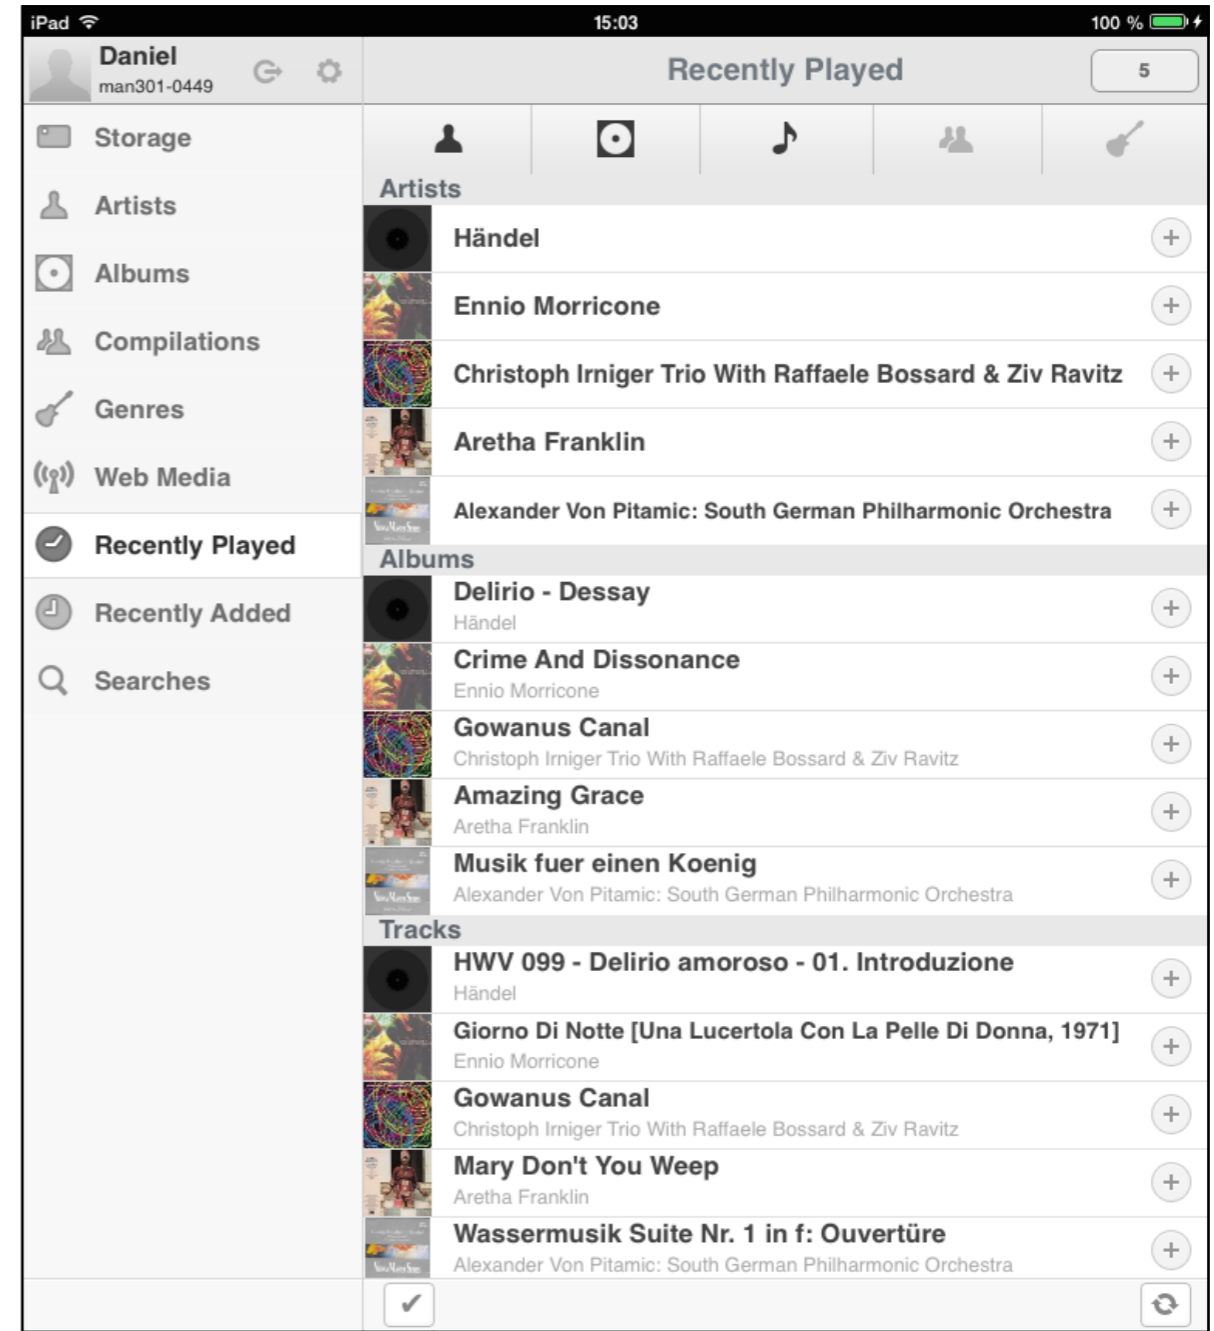 iPad 15:03 100 %
Daniel
man301-0449
Recently Played
5
Storage
Artists
Albums
Compilations
Genres
Web Media
Recently Played
Recently Added
Searches
Artists
Händel
Ennio Morricone
Christoph Irniger Trio With Raffaele Bossard & Ziv Ravitz
Aretha Franklin
Alexander Von Pitamic: South German Philharmonic Orchestra
Albums
Delirio - Dessay
Händel
Crime And Dissonance
Ennio Morricone
Gowanus Canal
Christoph Irniger Trio With Raffaele Bossard & Ziv Ravitz
Amazing Grace
Aretha Franklin
Musik fuer einen Koenig
Alexander Von Pitamic: South German Philharmonic Orchestra
Tracks
HWV 099 - Delirio amoroso - 01. Introduzione
Händel
Giorno Di Notte [Una Lucertola Con La Pelle Di Donna, 1971]
Ennio Morricone
Gowanus Canal
Christoph Irniger Trio With Raffaele Bossard & Ziv Ravitz
Mary Don't You Weep
Aretha Franklin
Wassermusik Suite Nr. 1 in f: Ouvertüre
Alexander Von Pitamic: South German Philharmonic Orchestra